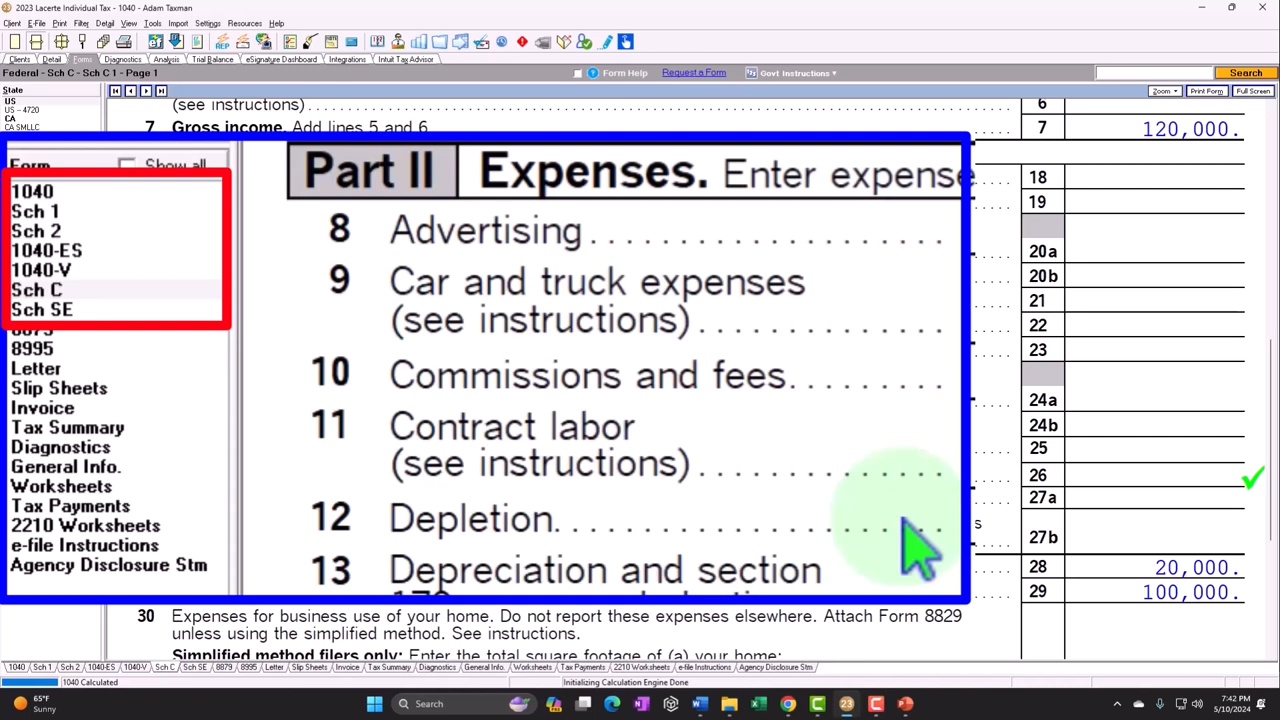 2023 Lacerte Individual Tax - 1040 - Adam Taxman
Client E-File Print Filter Detail View Tools Import Settings Resources Help
Clients Detail Forms Diagnostics Analysis Trial Balance eSignature Dashboard Integrations Intuit Tax Advisor
Federal - Sch C - Sch C 1 - Page 1 Form Help Request a Form Govt Instructions Search
State Zoom Print Form Full Screen
US
US - 4720
CA
CA SMLLC
(see instructions) 6
7 Gross income. Add lines 5 and 6 7 120,000.
Form Show all
1040
Sch 1
Sch 2
1040-ES
1040-V
Sch C
Sch SE
8995
Letter
Slip Sheets
Invoice
Tax Summary
Diagnostics
General Info.
Worksheets
Tax Payments
2210 Worksheets
e-file Instructions
Agency Disclosure Stm
Part II Expenses. Enter expense
8 Advertising
9 Car and truck expenses
(see instructions)
10 Commissions and fees
11 Contract labor
(see instructions)
12 Depletion
13 Depreciation and section
18
19
20a
20b
21
22
23
24a
24b
25
26
27a
27b
28 20,000.
29 100,000.
30 Expenses for business use of your home. Do not report these expenses elsewhere. Attach Form 8829
unless using the simplified method. See instructions.
Simplified method filers only: Enter the total square footage of (a) your home:
1040 Sch 1 Sch 2 1040-ES 1040-V Sch C Sch SE 8879 8995 Letter Slip Sheets Invoice Tax Summary Diagnostics General Info. Worksheets Tax Payments 2210 Worksheets e-file Instructions Agency Disclosure Stm
1040 Calculated Initializing Calculation Engine Done
65°F
Sunny
Search
23
7:42 PM
5/10/2024